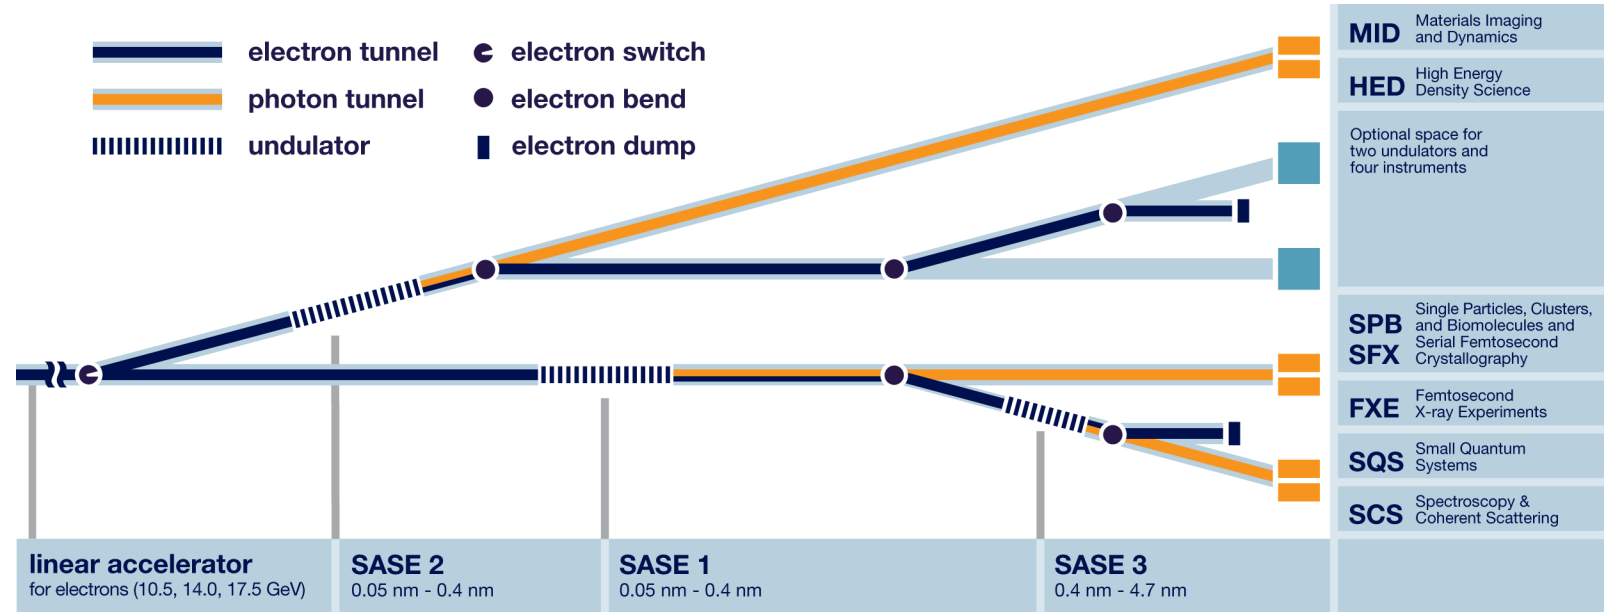 electron tunnel
photon tunnel
undulator
electron switch
electron bend
electron dump
MID
Materials Imaging
and Dynamics
HED
High Energy
Density Science
Optional space for
two undulators and
four instruments
SPB
SFX
Single Particles, Clusters,
and Biomolecules and
Serial Femtosecond
Crystallography
FXE
Femtosecond
X-ray Experiments
SQS
Small Quantum
Systems
SCS
Spectroscopy &
Coherent Scattering
linear accelerator
for electrons (10.5, 14.0, 17.5 GeV)
SASE 2
0.05 nm - 0.4 nm
SASE 1
0.05 nm - 0.4 nm
SASE 3
0.4 nm - 4.7 nm